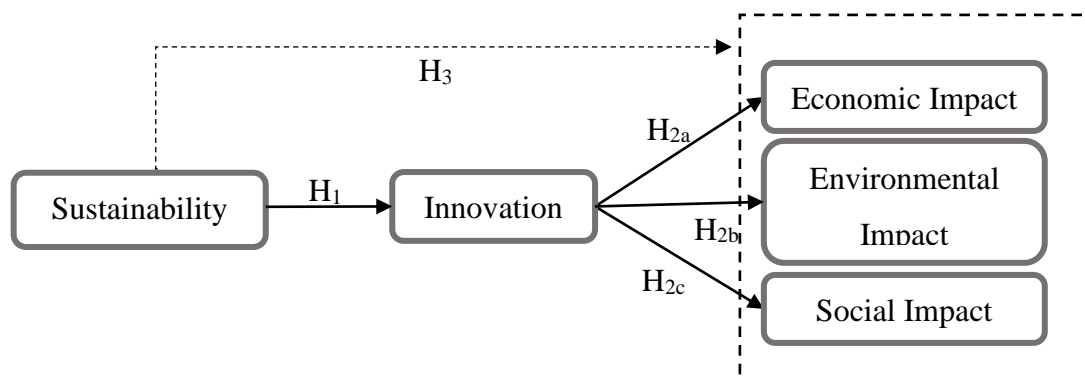 H3
Economic Impact
H2a
Environmental
Impact
Sustainability
H1
Innovation
H2b
H2c
Social Impact